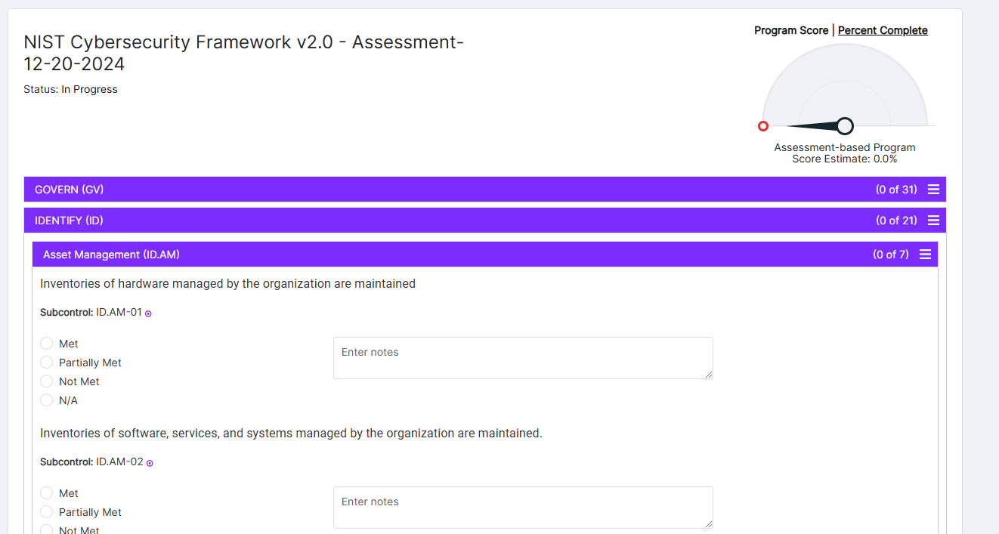 NIST Cybersecurity Framework v2.0 - Assessment-
12-20-2024
Status: In Progress
Program Score | Percent Complete
Assessment-based Program
Score Estimate: 0.0%
GOVERN (GV) (0 of 31)
IDENTIFY (ID) (0 of 21)
Asset Management (ID.AM) (0 of 7)
Inventories of hardware managed by the organization are maintained
Subcontrol: ID.AM-01
Met
Enter notes
Partially Met
Not Met
N/A
Inventories of software, services, and systems managed by the organization are maintained.
Subcontrol: ID.AM-02
Met
Enter notes
Partially Met
Not Met